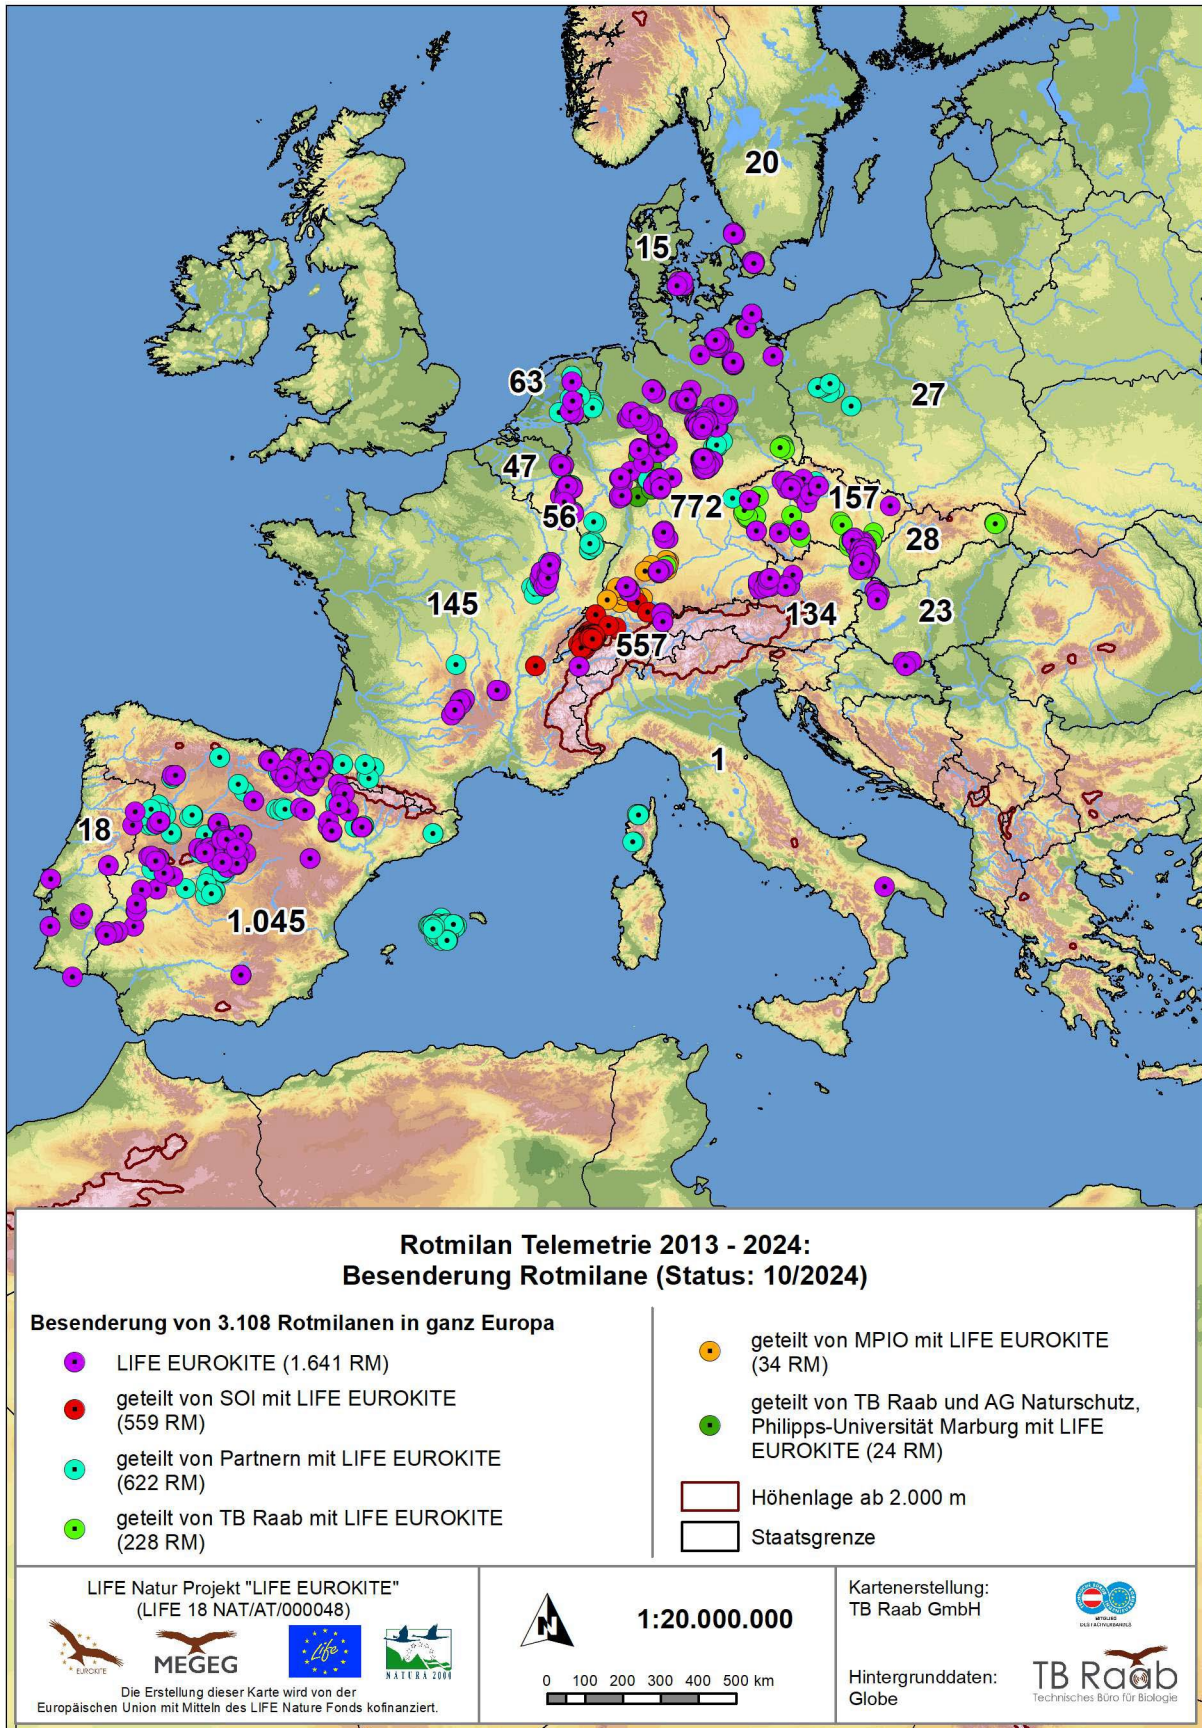 20
15
63
27
47
772
157
56
28
145
134
23
557
1
18
1.045
Rotmilan Telemetrie 2013 - 2024:
Besenderung Rotmilane (Status: 10/2024)
Besenderung von 3.108 Rotmilanen in ganz Europa
LIFE EUROKITE (1.641 RM)
geteilt von SOI mit LIFE EUROKITE
(559 RM)
geteilt von Partnern mit LIFE EUROKITE
(622 RM)
geteilt von TB Raab mit LIFE EUROKITE
(228 RM)
geteilt von MPIO mit LIFE EUROKITE
(34 RM)
geteilt von TB Raab und AG Naturschutz,
Philipps-Universität Marburg mit LIFE
EUROKITE (24 RM)
Höhenlage ab 2.000 m
Staatsgrenze
LIFE Natur Projekt "LIFE EUROKITE"
(LIFE 18 NAT/AT/000048)
EUROKITE
MEGEG
Life
NATURA 2000
Die Erstellung dieser Karte wird von der
Europäischen Union mit Mitteln des LIFE Nature Fonds kofinanziert.
N
1:20.000.000
0 100 200 300 400 500 km
Kartenerstellung:
TB Raab GmbH
MITGLIED
Hintergrunddaten:
Globe
TB Raab
Technisches Büro für Biologie